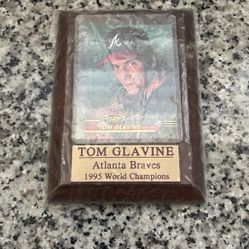 A
TOM GLAVINE
TOM GLAVINE
Atlanta Braves
1995 World Champions